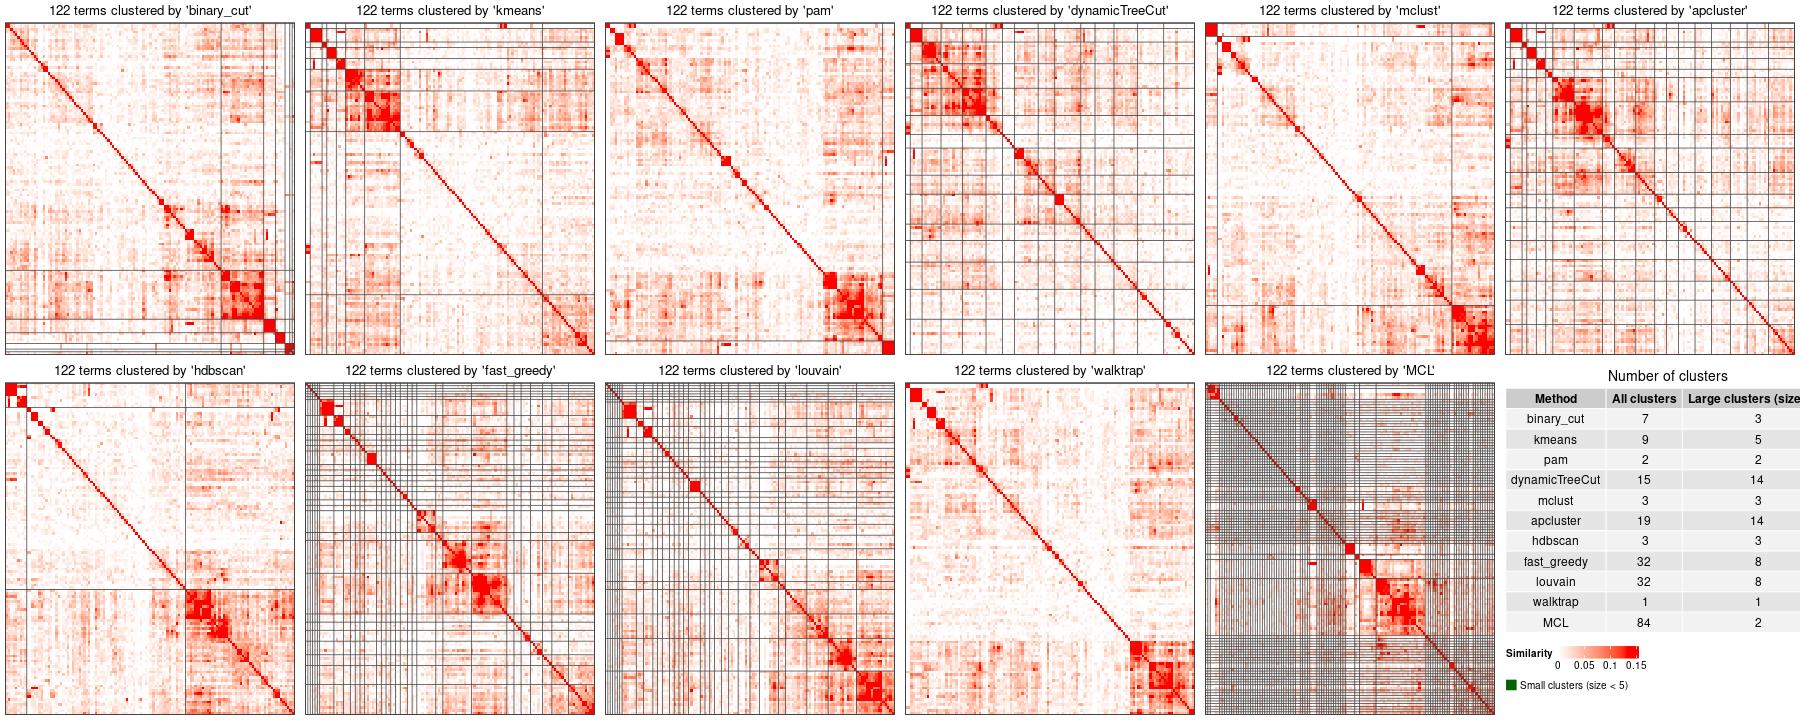 122 terms clustered by 'binary_cut'
122 terms clustered by 'kmeans'
122 terms clustered by 'pam'
122 terms clustered by 'dynamicTreeCut'
122 terms clustered by 'mclust'
122 terms clustered by 'apcluster'
122 terms clustered by 'hdbscan'
122 terms clustered by 'fast_greedy'
122 terms clustered by 'louvain'
122 terms clustered by 'walktrap'
122 terms clustered by 'MCL'
Number of clusters
Method All clusters Large clusters (size
binary_cut 7 3
kmeans 9 5
pam 2 2
dynamicTreeCut 15 14
mclust 3 3
apcluster 19 14
hdbscan 3 3
fast_greedy 32 8
louvain 32 8
walktrap 1 1
MCL 84 2
Similarity
0 0.05 0.1 0.15
Small clusters (size < 5)